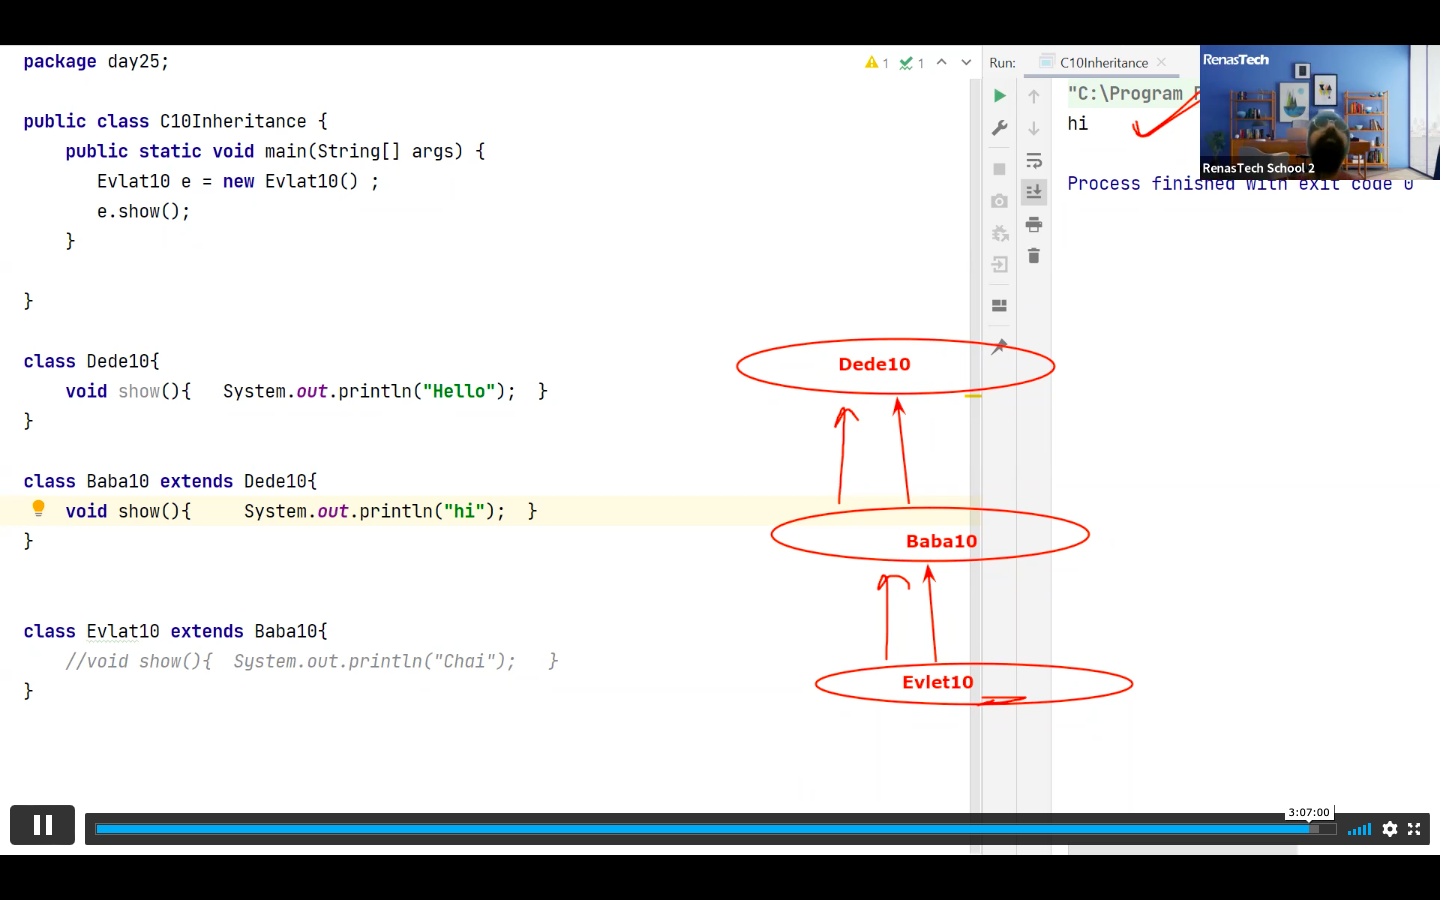 package day25;
1 1
Run: C10Inheritance
RenasTech
public class C10Inheritance {
public static void main(String[] args) {
Evlat10 e = new Evlat10() ;
e.show();
}
}
"C:\Program
hi
RenasTech School 2
Process finished with exit code 0
class Dede10{
void show(){ System.out.println("Hello"); }
}
class Baba10 extends Dede10{
void show(){ System.out.println("hi"); }
}
class Evlat10 extends Baba10{
//void show(){ System.out.println("Chai"); }
}
Dede10
Baba10
Evlet10
3:07:00